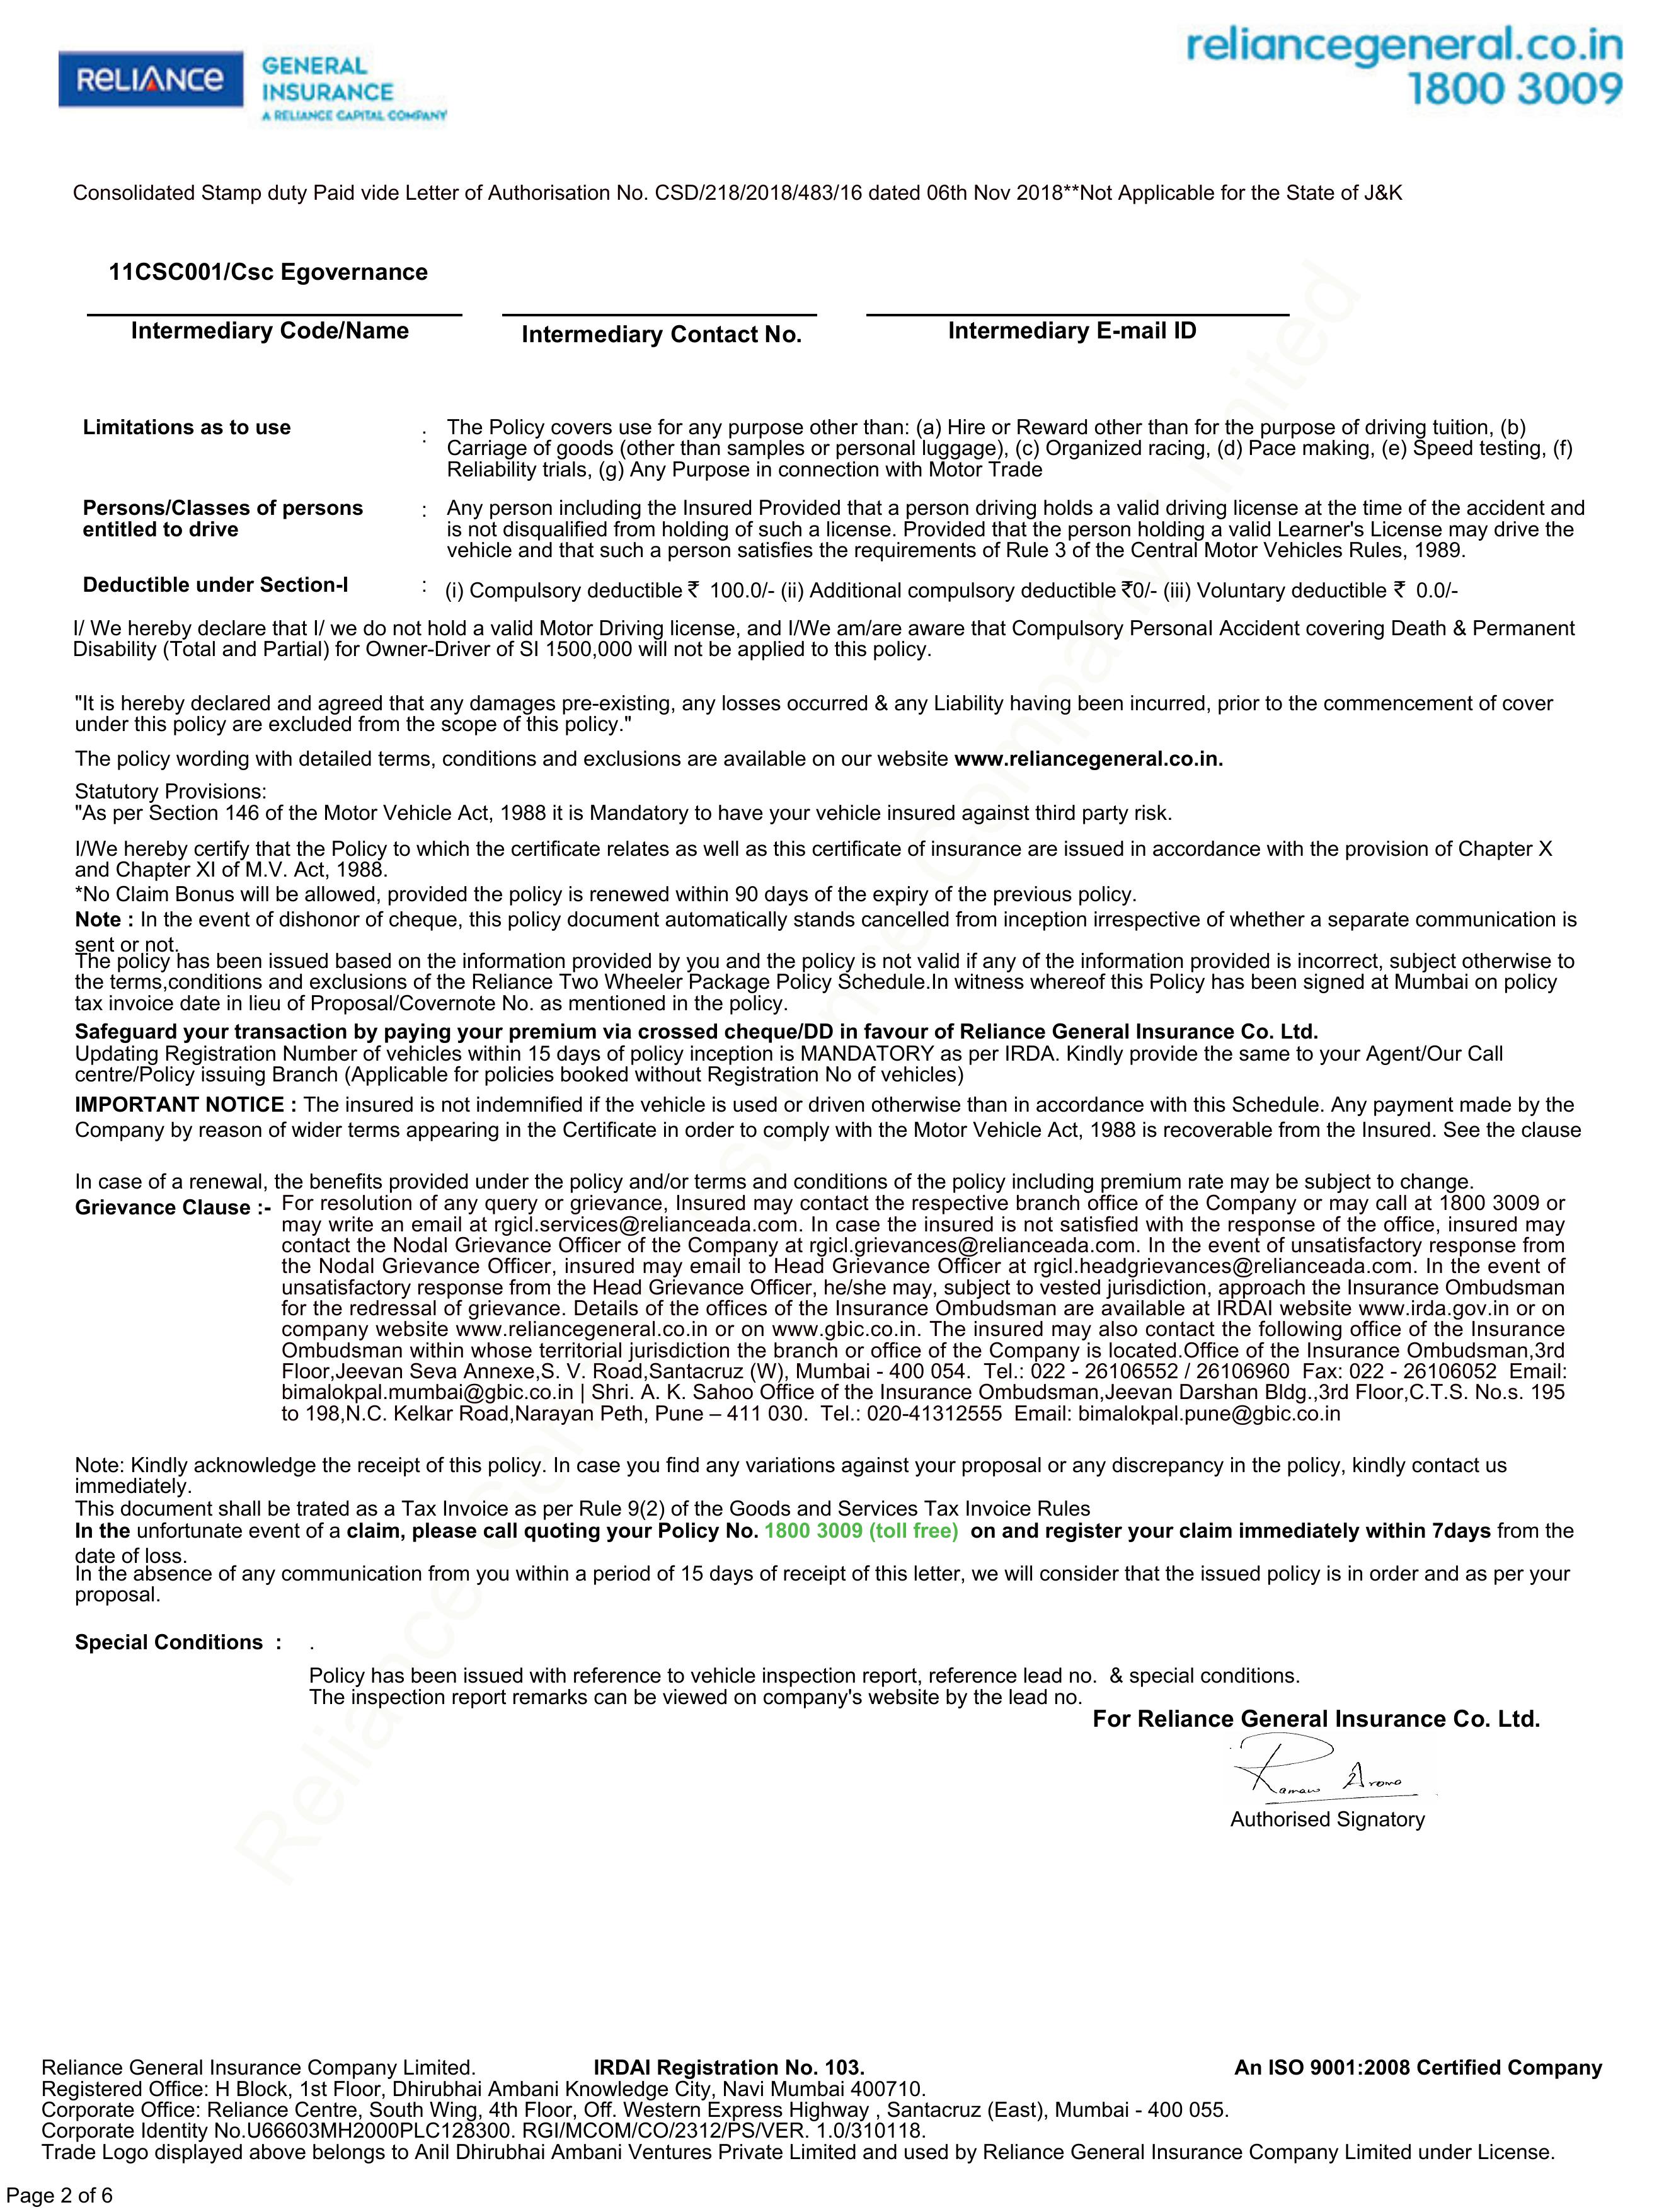 RELIANCE
GENERAL
INSURANCE
A RELIANCE CAPITAL COMPANY
reliancegeneral.co.in
1800 3009
Consolidated Stamp duty Paid vide Letter of Authorisation No. CSD/218/2018/483/16 dated 06th Nov 2018**Not Applicable for the State of J&K
11CSC001/Csc Egovernance
Intermediary Code/Name
Intermediary Contact No.
Intermediary E-mail ID
Limitations as to use : The Policy covers use for any purpose other than: (a) Hire or Reward other than for the purpose of driving tuition, (b)
Carriage of goods (other than samples or personal luggage), (c) Organized racing, (d) Pace making, (e) Speed testing, (f)
Reliability trials, (g) Any Purpose in connection with Motor Trade
Persons/Classes of persons : Any person including the Insured Provided that a person driving holds a valid driving license at the time of the accident and
entitled to drive is not disqualified from holding of such a license. Provided that the person holding a valid Learner's License may drive the
vehicle and that such a person satisfies the requirements of Rule 3 of the Central Motor Vehicles Rules, 1989.
Deductible under Section-I : (i) Compulsory deductible ₹ 100.0/- (ii) Additional compulsory deductible ₹0/- (iii) Voluntary deductible ₹ 0.0/-
I/ We hereby declare that I/ we do not hold a valid Motor Driving license, and I/We am/are aware that Compulsory Personal Accident covering Death & Permanent
Disability (Total and Partial) for Owner-Driver of SI 1500,000 will not be applied to this policy.
"It is hereby declared and agreed that any damages pre-existing, any losses occurred & any Liability having been incurred, prior to the commencement of cover
under this policy are excluded from the scope of this policy."
The policy wording with detailed terms, conditions and exclusions are available on our website www.reliancegeneral.co.in.
Statutory Provisions:
"As per Section 146 of the Motor Vehicle Act, 1988 it is Mandatory to have your vehicle insured against third party risk.
I/We hereby certify that the Policy to which the certificate relates as well as this certificate of insurance are issued in accordance with the provision of Chapter X
and Chapter XI of M.V. Act, 1988.
*No Claim Bonus will be allowed, provided the policy is renewed within 90 days of the expiry of the previous policy.
Note : In the event of dishonor of cheque, this policy document automatically stands cancelled from inception irrespective of whether a separate communication is
sent or not.
The policy has been issued based on the information provided by you and the policy is not valid if any of the information provided is incorrect, subject otherwise to
the terms,conditions and exclusions of the Reliance Two Wheeler Package Policy Schedule.In witness whereof this Policy has been signed at Mumbai on policy
tax invoice date in lieu of Proposal/Covernote No. as mentioned in the policy.
Safeguard your transaction by paying your premium via crossed cheque/DD in favour of Reliance General Insurance Co. Ltd.
Updating Registration Number of vehicles within 15 days of policy inception is MANDATORY as per IRDA. Kindly provide the same to your Agent/Our Call
centre/Policy issuing Branch (Applicable for policies booked without Registration No of vehicles)
IMPORTANT NOTICE : The insured is not indemnified if the vehicle is used or driven otherwise than in accordance with this Schedule. Any payment made by the
Company by reason of wider terms appearing in the Certificate in order to comply with the Motor Vehicle Act, 1988 is recoverable from the Insured. See the clause
In case of a renewal, the benefits provided under the policy and/or terms and conditions of the policy including premium rate may be subject to change.
Grievance Clause :- For resolution of any query or grievance, Insured may contact the respective branch office of the Company or may call at 1800 3009 or
may write an email at rgicl.services@relianceada.com. In case the insured is not satisfied with the response of the office, insured may
contact the Nodal Grievance Officer of the Company at rgicl.grievances@relianceada.com. In the event of unsatisfactory response from
the Nodal Grievance Officer, insured may email to Head Grievance Officer at rgicl.headgrievances@relianceada.com. In the event of
unsatisfactory response from the Head Grievance Officer, he/she may, subject to vested jurisdiction, approach the Insurance Ombudsman
for the redressal of grievance. Details of the offices of the Insurance Ombudsman are available at IRDAI website www.irda.gov.in or on
company website www.reliancegeneral.co.in or on www.gbic.co.in. The insured may also contact the following office of the Insurance
Ombudsman within whose territorial jurisdiction the branch or office of the Company is located.Office of the Insurance Ombudsman,3rd
Floor,Jeevan Seva Annexe,S. V. Road,Santacruz (W), Mumbai - 400 054. Tel.: 022 - 26106552 / 26106960 Fax: 022 - 26106052 Email:
bimalokpal.mumbai@gbic.co.in | Shri. A. K. Sahoo Office of the Insurance Ombudsman,Jeevan Darshan Bldg.,3rd Floor,C.T.S. No.s. 195
to 198,N.C. Kelkar Road,Narayan Peth, Pune – 411 030. Tel.: 020-41312555 Email: bimalokpal.pune@gbic.co.in
Note: Kindly acknowledge the receipt of this policy. In case you find any variations against your proposal or any discrepancy in the policy, kindly contact us
immediately.
This document shall be trated as a Tax Invoice as per Rule 9(2) of the Goods and Services Tax Invoice Rules
In the unfortunate event of a claim, please call quoting your Policy No. 1800 3009 (toll free) on and register your claim immediately within 7days from the
date of loss.
In the absence of any communication from you within a period of 15 days of receipt of this letter, we will consider that the issued policy is in order and as per your
proposal.
Special Conditions : .
Policy has been issued with reference to vehicle inspection report, reference lead no. & special conditions.
The inspection report remarks can be viewed on company's website by the lead no.
For Reliance General Insurance Co. Ltd.
Authorised Signatory
Reliance General Insurance Company Limited. IRDAI Registration No. 103. An ISO 9001:2008 Certified Company
Registered Office: H Block, 1st Floor, Dhirubhai Ambani Knowledge City, Navi Mumbai 400710.
Corporate Office: Reliance Centre, South Wing, 4th Floor, Off. Western Express Highway , Santacruz (East), Mumbai - 400 055.
Corporate Identity No.U66603MH2000PLC128300. RGI/MCOM/CO/2312/PS/VER. 1.0/310118.
Trade Logo displayed above belongs to Anil Dhirubhai Ambani Ventures Private Limited and used by Reliance General Insurance Company Limited under License.
Page 2 of 6